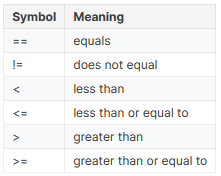 Symbol Meaning
== equals
!= does not equal
< less than
<= less than or equal to
> greater than
>= greater than or equal to